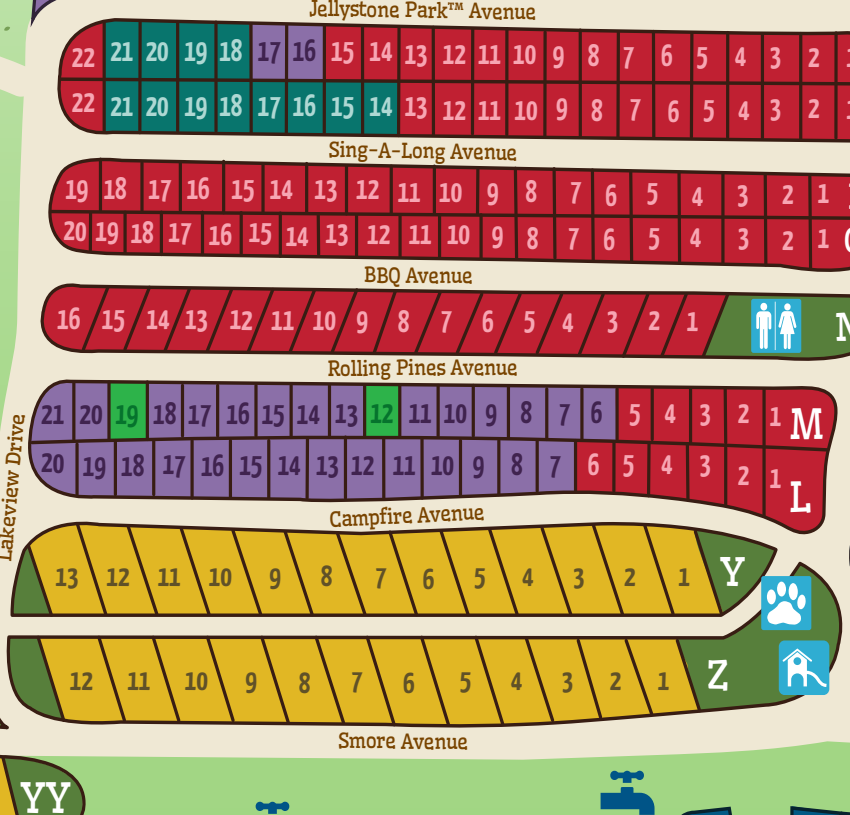 Jellystone Park™ Avenue
22 21 20 19 18 17 16 15 14 13 12 11 10 9 8 7 6 5 4 3 2 1
22 21 20 19 18 17 16 15 14 13 12 11 10 9 8 7 6 5 4 3 2 1
Sing-A-Long Avenue
19 18 17 16 15 14 13 12 11 10 9 8 7 6 5 4 3 2 1
20 19 18 17 16 15 14 13 12 11 10 9 8 7 6 5 4 3 2 1
BBQ Avenue
16 15 14 13 12 11 10 9 8 7 6 5 4 3 2 1
Rolling Pines Avenue
21 20 19 18 17 16 15 14 13 12 11 10 9 8 7 6 5 4 3 2 1 M
20 19 18 17 16 15 14 13 12 11 10 9 8 7 6 5 4 3 2 1 L
Lakeview Drive
Campfire Avenue
13 12 11 10 9 8 7 6 5 4 3 2 1 Y
12 11 10 9 8 7 6 5 4 3 2 1 Z
Smore Avenue
YY